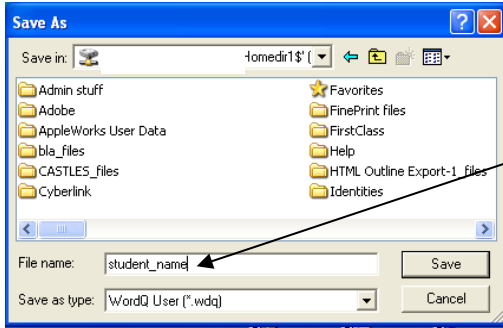 Save As
Save in: Homedir1$' (
Admin stuff
Adobe
AppleWorks User Data
bla_files
CASTLES_files
Cyberlink
Favorites
FinePrint files
FirstClass
Help
HTML Outline Export-1_files
Identities
File name: student_name Save
Save as type: WordQ User (*.wdq) Cancel